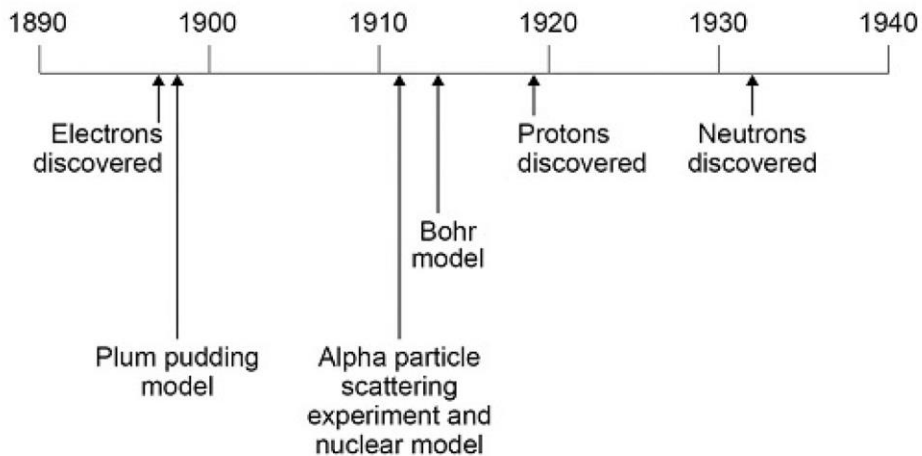 1890 1900 1910 1920 1930 1940
Electrons
discovered
Protons
discovered
Neutrons
discovered
Bohr
model
Plum pudding
model
Alpha particle
scattering
experiment and
nuclear model